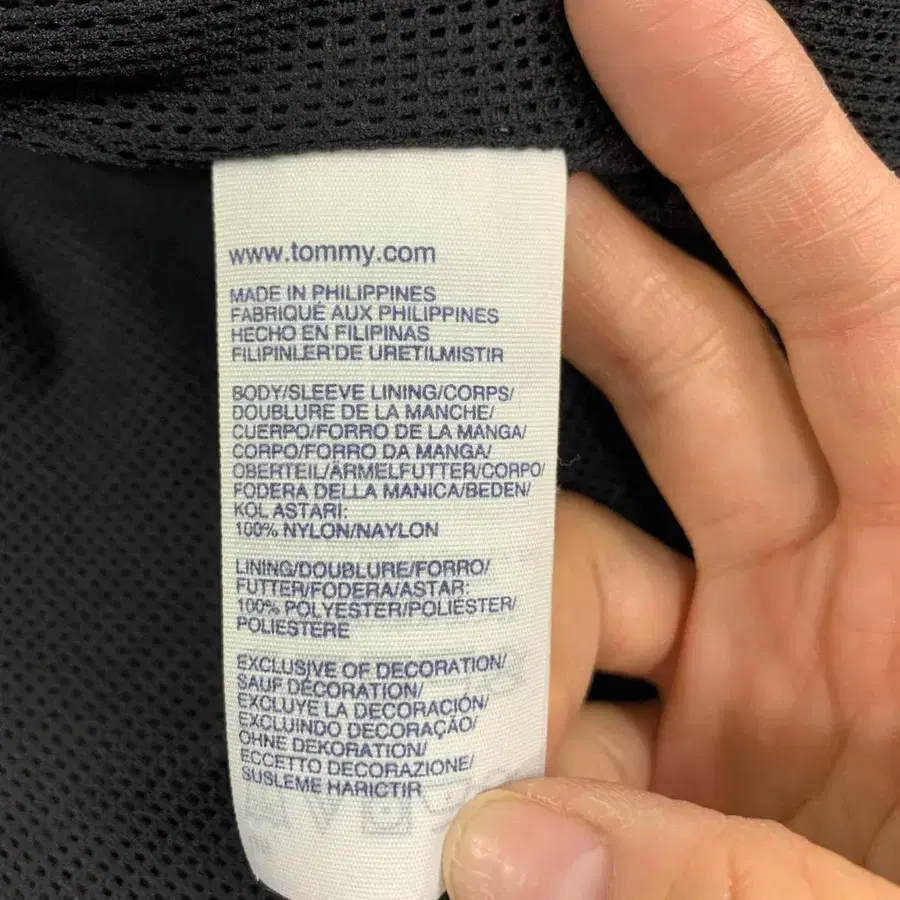 www.tommy.com
MADE IN PHILIPPINES
FABRIQUÉ AUX PHILIPPINES
HECHO EN FILIPINAS
FILIPINLER'DE URETILMISTIR
BODY/SLEEVE LINING/CORPS/
DOUBLURE DE LA MANCHE/
CUERPO/FORRO DE LA MANGA/
CORPO/FORRO DA MANGA/
OBERTEIL/ÄRMELFUTTER/CORPO/
FODERA DELLA MANICA/BEDEN/
KOL ASTARI:
100% NYLON/NAYLON
LINING/DOUBLURE/FORRO/
FUTTER/FODERA/ASTAR:
100% POLYESTER/POLIÉSTER/
POLIESTERE
EXCLUSIVE OF DECORATION/
SAUF DÉCORATION/
EXCLUYE LA DECORACIÓN/
EXCLUINDO DECORAÇÃO/
OHNE DEKORATION/
ECCETTO DECORAZIONE/
SUSLEME HARICTIR